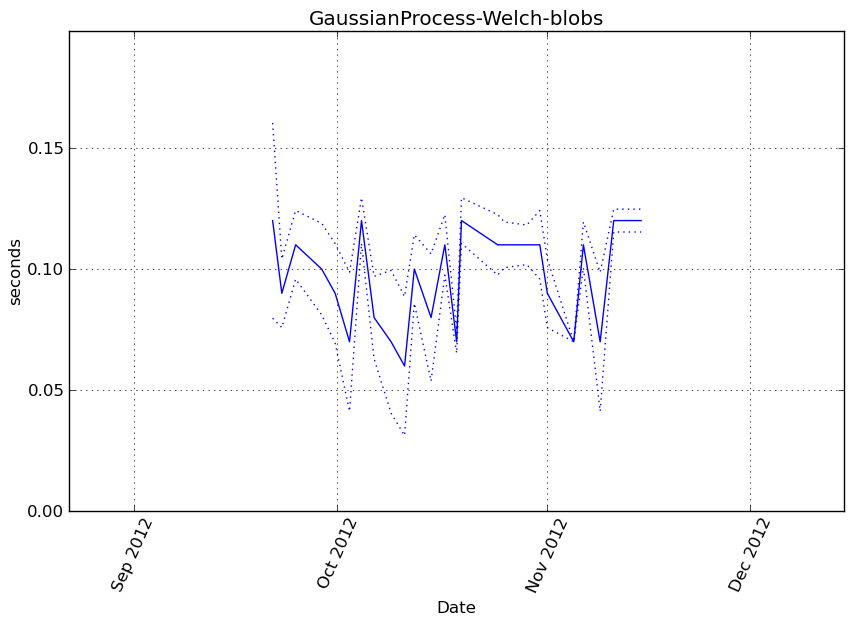 GaussianProcess-Welch-blobs
seconds
0.15
0.10
0.05
0.00
Sep 2012
Oct 2012
Nov 2012
Dec 2012
Date